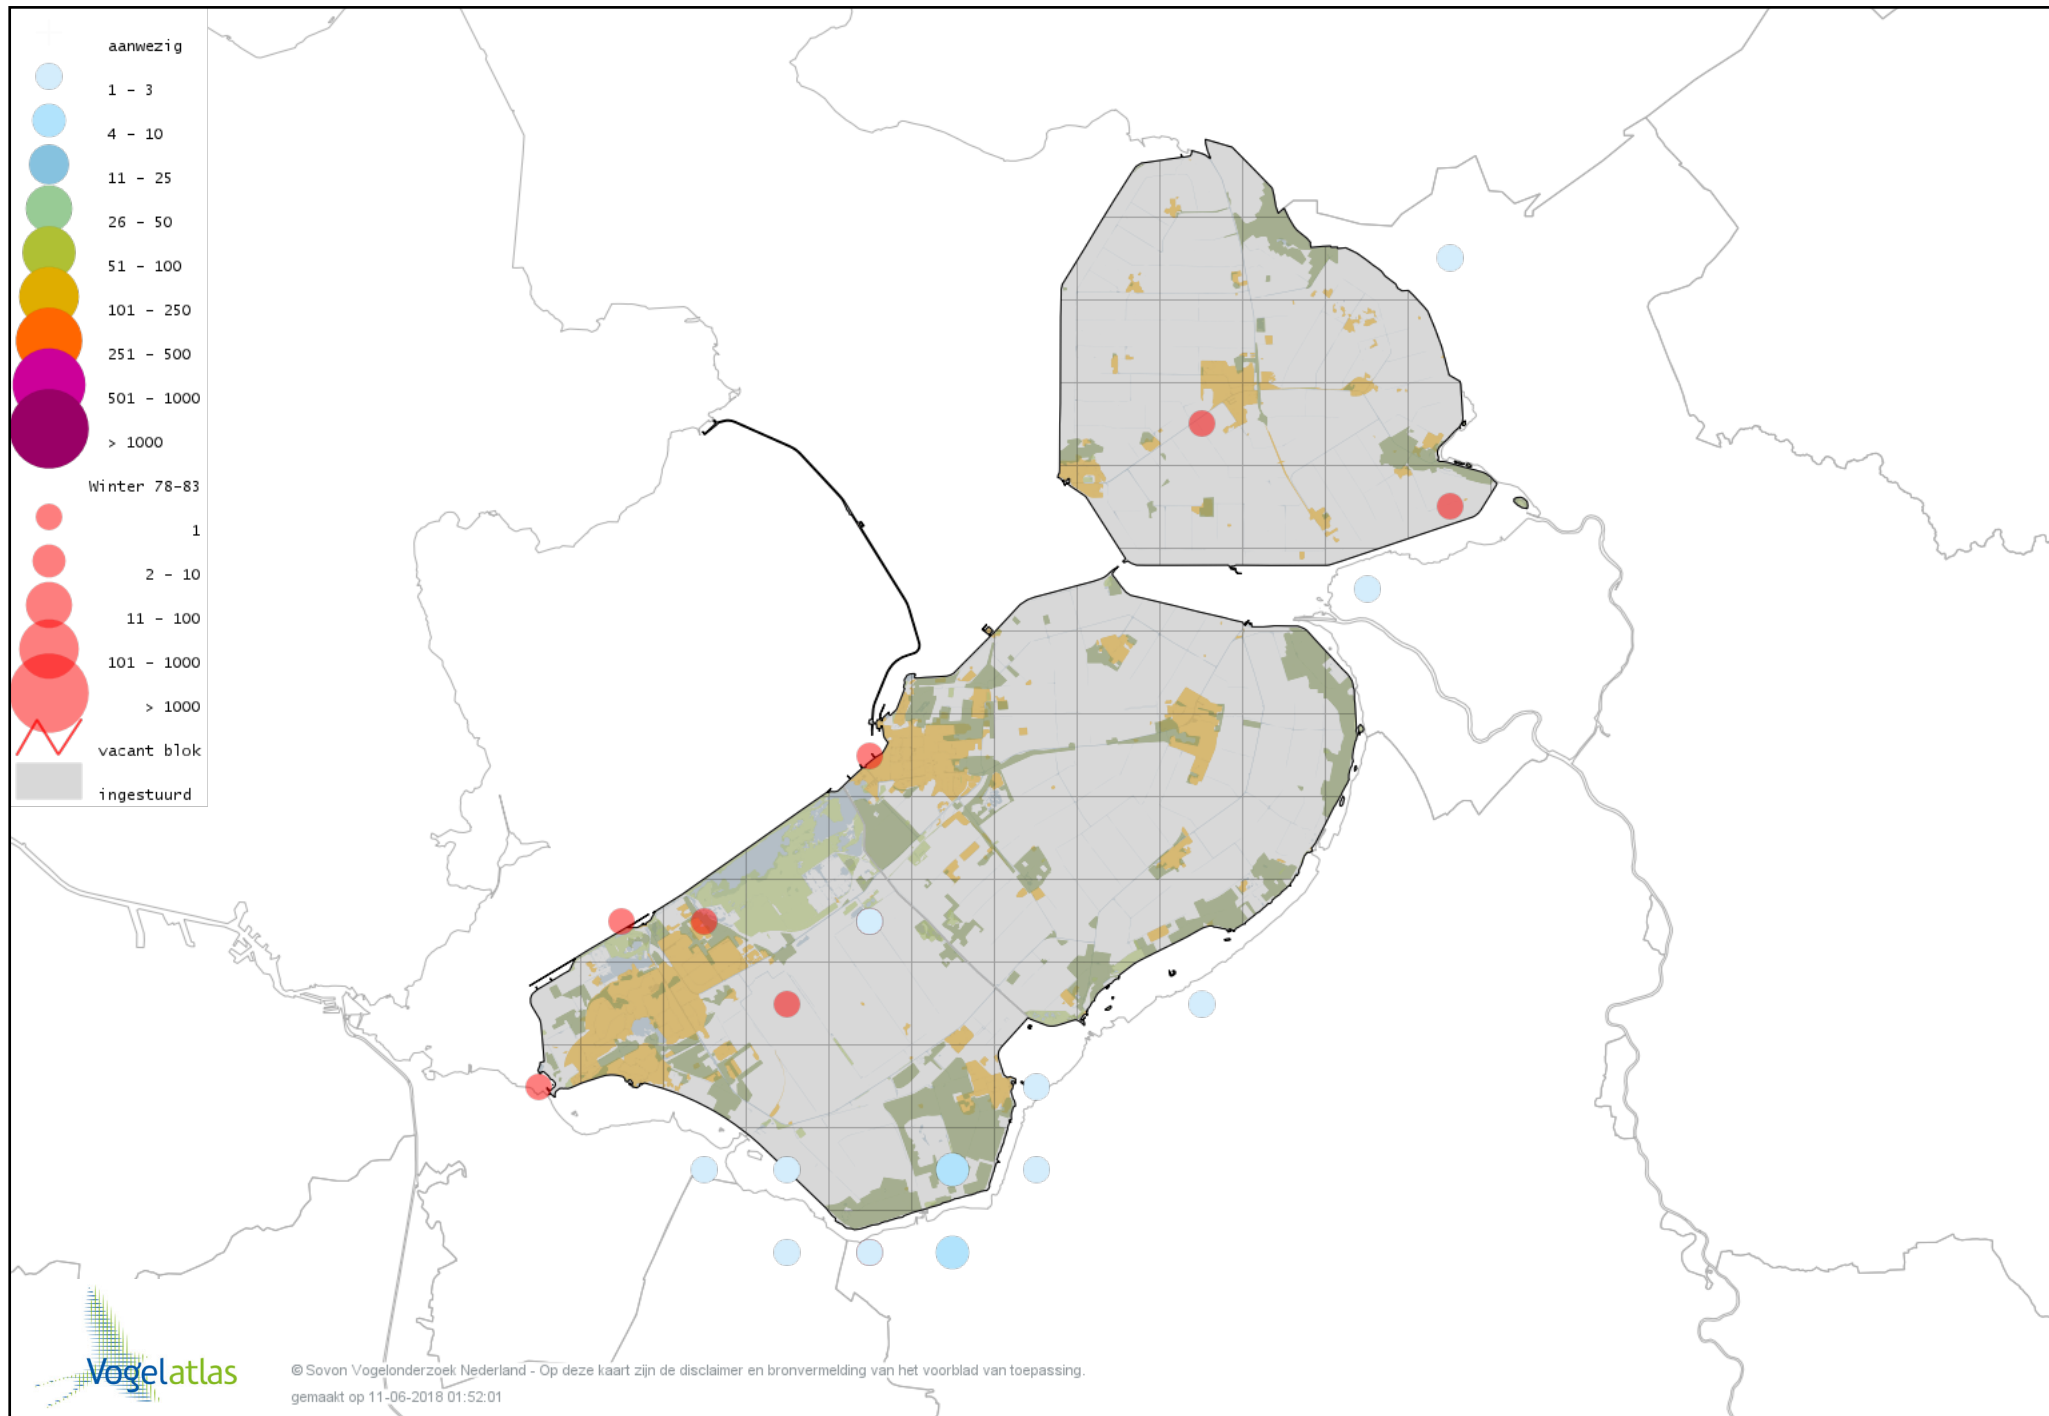 aanwezig
1 - 3
4 - 10
11 - 25
26 - 50
51 - 100
101 - 250
251 - 500
501 - 1000
> 1000
Winter 78-83
1
2 - 10
11 - 100
101 - 1000
> 1000
vacant blok
ingestuurd
Vogelatlas
© Sovon Vogelonderzoek Nederland - Op deze kaart zijn de disclaimer en bronvermelding van het voorblad van toepassing.
gemaakt op 11-06-2018 01:52:01